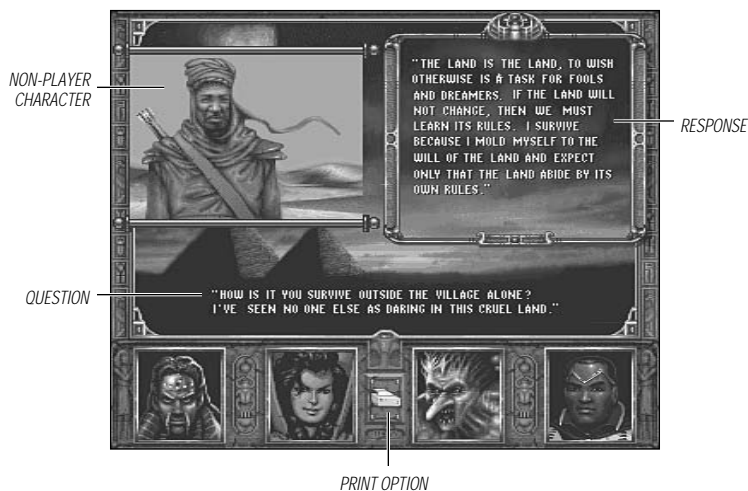 NON-PLAYER
CHARACTER
"THE LAND IS THE LAND, TO WISH
OTHERWISE IS A TASK FOR FOOLS
AND DREAMERS. IF THE LAND WILL
NOT CHANGE, THEN WE MUST
LEARN ITS RULES. I SURVIVE
BECAUSE I MOLD MYSELF TO THE
WILL OF THE LAND AND EXPECT
ONLY THAT THE LAND ABIDE BY ITS
OWN RULES."
RESPONSE
QUESTION
"HOW IS IT YOU SURVIVE OUTSIDE THE VILLAGE ALONE?
I'VE SEEN NO ONE ELSE AS DARING IN THIS CRUEL LAND."
PRINT OPTION